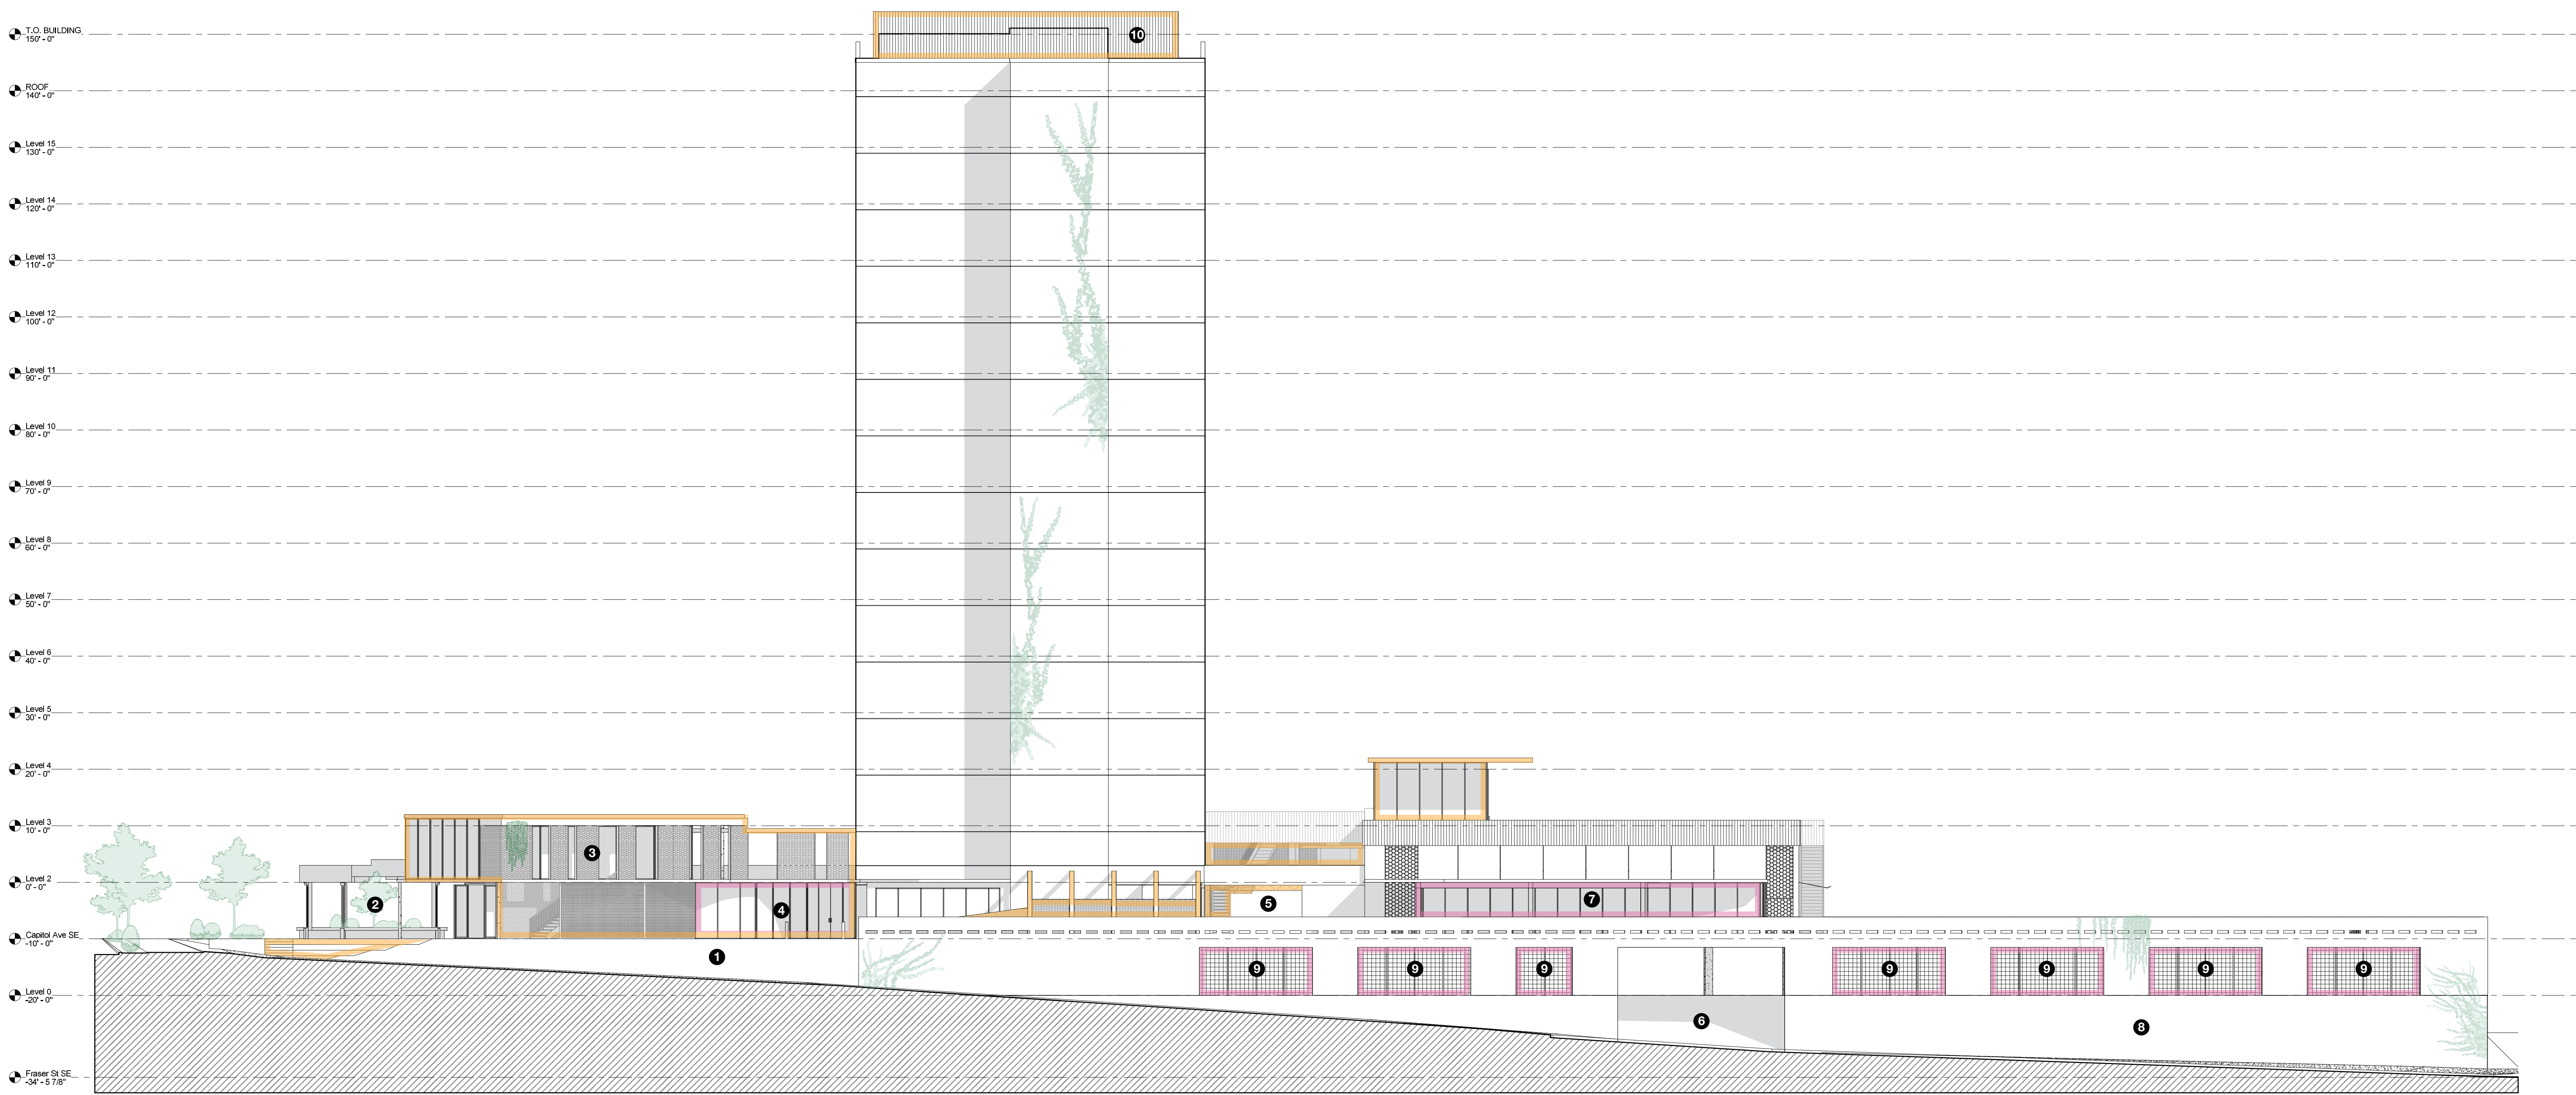 T.O. BUILDING
150' - 0"
10
ROOF
140' - 0"
Level 15
130' - 0"
Level 14
120' - 0"
Level 13
110' - 0"
Level 12
100' - 0"
Level 11
90' - 0"
Level 10
80' - 0"
Level 9
70' - 0"
Level 8
60' - 0"
Level 7
50' - 0"
Level 6
40' - 0"
Level 5
30' - 0"
Level 4
20' - 0"
Level 3
10' - 0"
3
Level 2
0' - 0"
2
4
5
7
Capitol Ave SE
-10' - 0"
1
9
9
9
9
9
9
9
Level 0
-20' - 0"
6
8
Fraser St SE
-34' - 5 7/8"